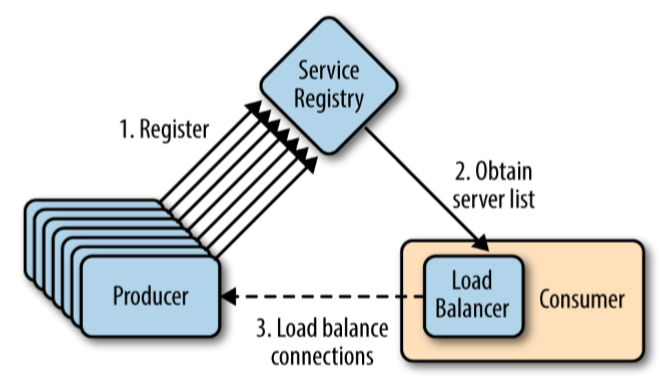 Service
Registry
1. Register
2. Obtain
server list
Producer
Load
Balancer
Consumer
3. Load balance
connections